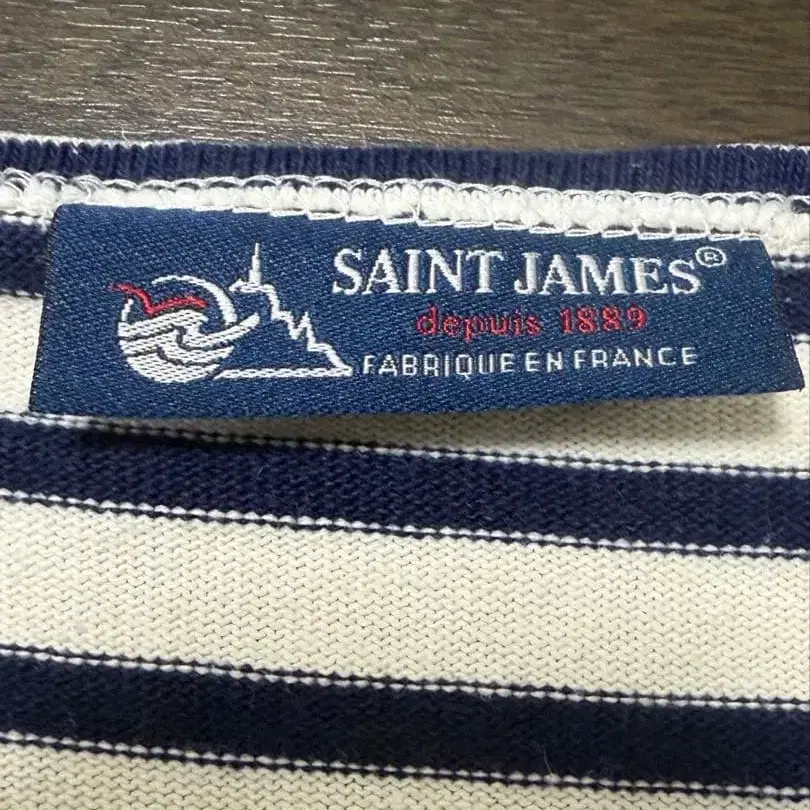 SAINT JAMES®
depuis 1889
FABRIQUE EN FRANCE